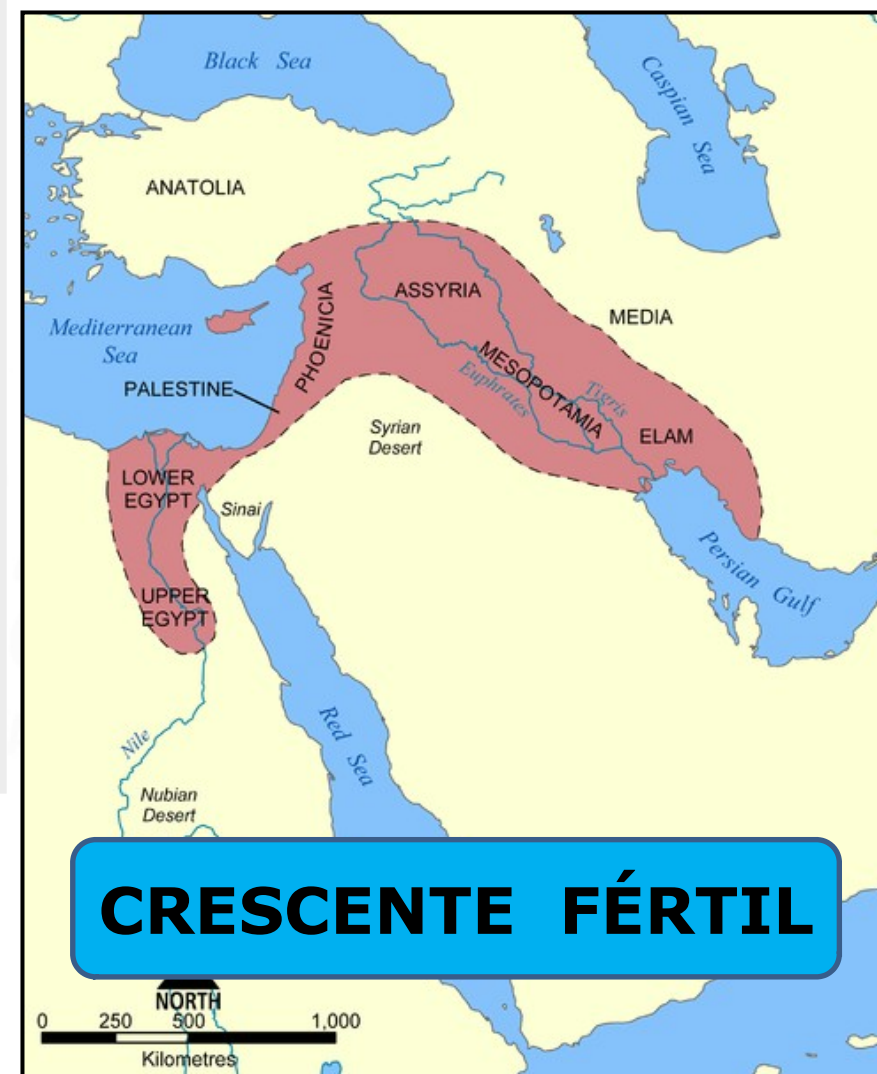 Black Sea
Caspian
Sea
ANATOLIA
ASSYRIA
PHOENICIA
MEDIA
Mediterranean
Sea
MESOPOTAMIA
Euphrates
Tigris
PALESTINE
ELAM
Syrian
Desert
LOWER
EGYPT
Sinai
Persian Gulf
UPPER
EGYPT
Red Sea
Nile
Nubian
Desert
CRESCENTE FÉRTIL
NORTH
0 250 500 1,000
Kilometres